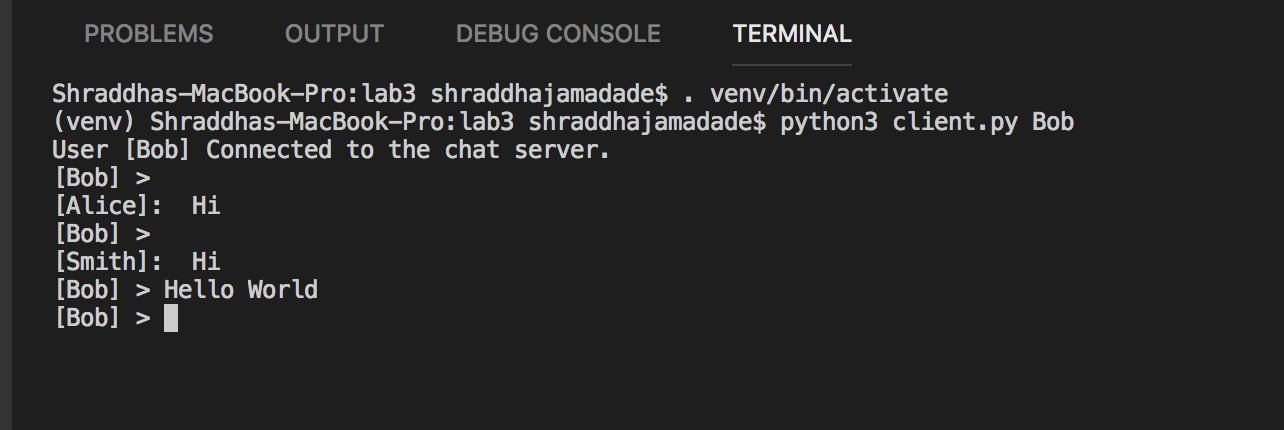 PROBLEMS OUTPUT DEBUG CONSOLE TERMINAL
Shraddhas-MacBook-Pro:lab3 shraddhajamadade$ . venv/bin/activate
(venv) Shraddhas-MacBook-Pro:lab3 shraddhajamadade$ python3 client.py Bob
User [Bob] Connected to the chat server.
[Bob] >
[Alice]:  Hi
[Bob] >
[Smith]:  Hi
[Bob] > Hello World
[Bob] >